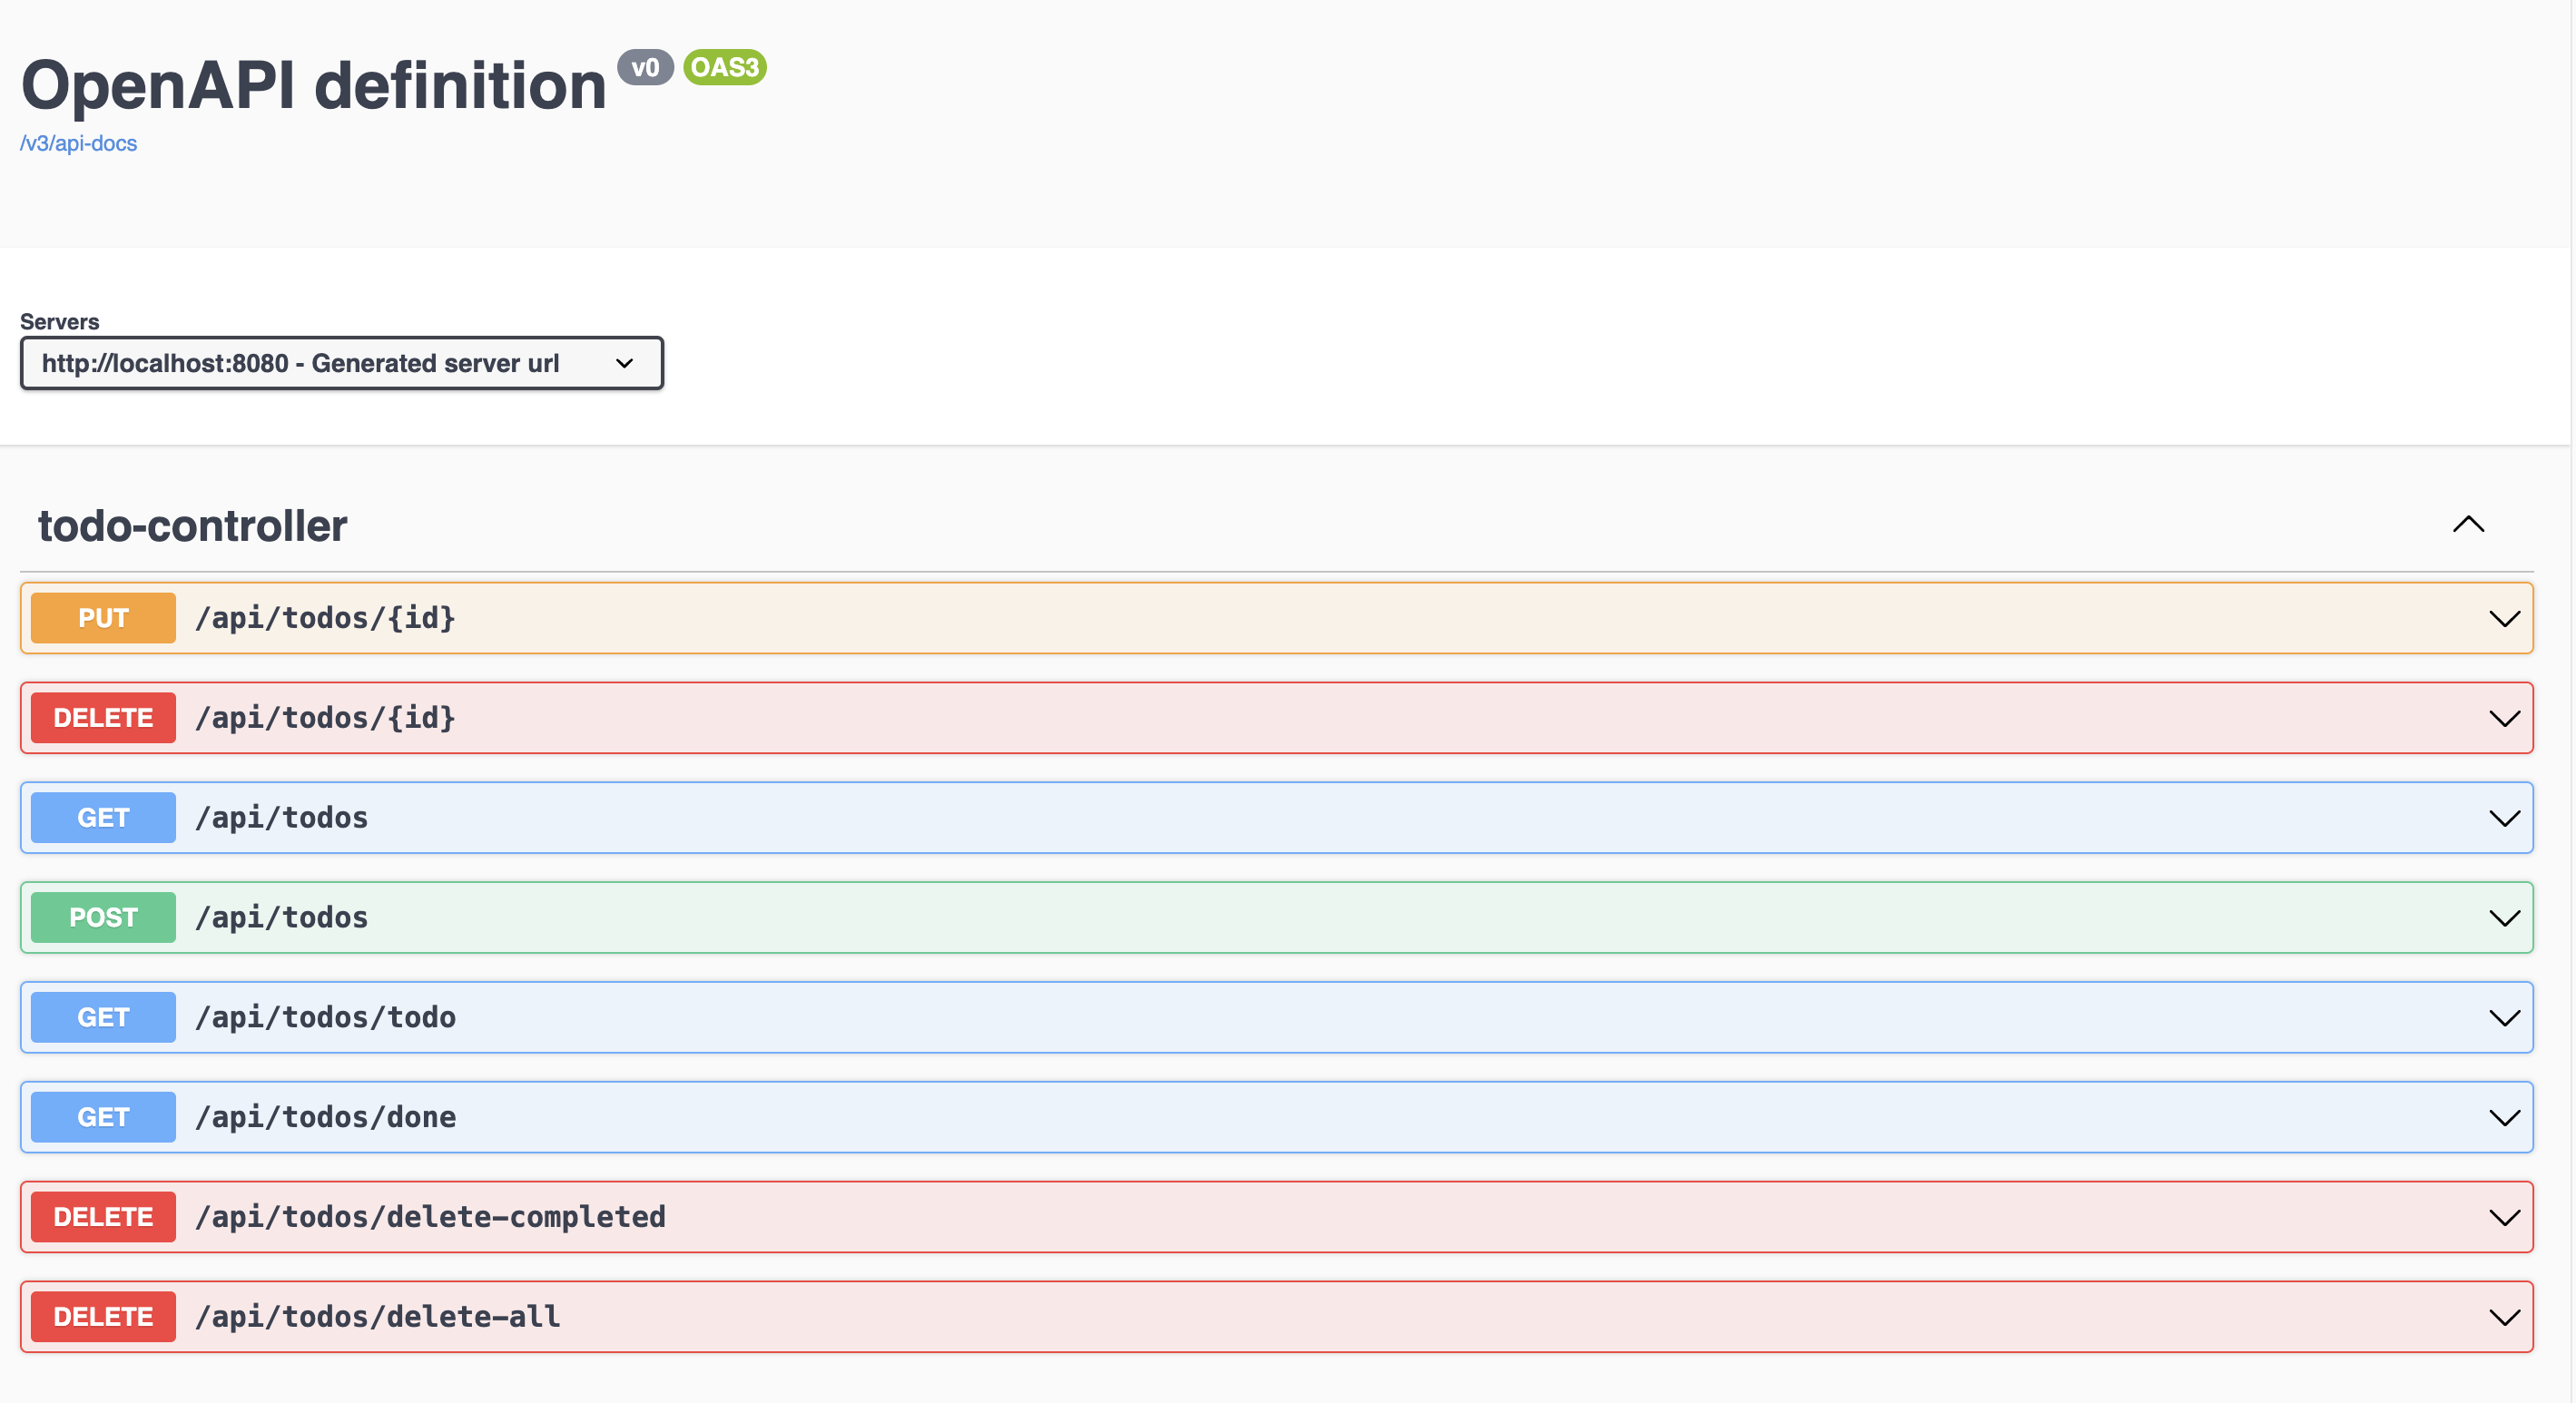 OpenAPI definition v0 OAS3
/v3/api-docs
Servers
http://localhost:8080 - Generated server url
todo-controller
PUT /api/todos/{id}
DELETE /api/todos/{id}
GET /api/todos
POST /api/todos
GET /api/todos/todo
GET /api/todos/done
DELETE /api/todos/delete-completed
DELETE /api/todos/delete-all